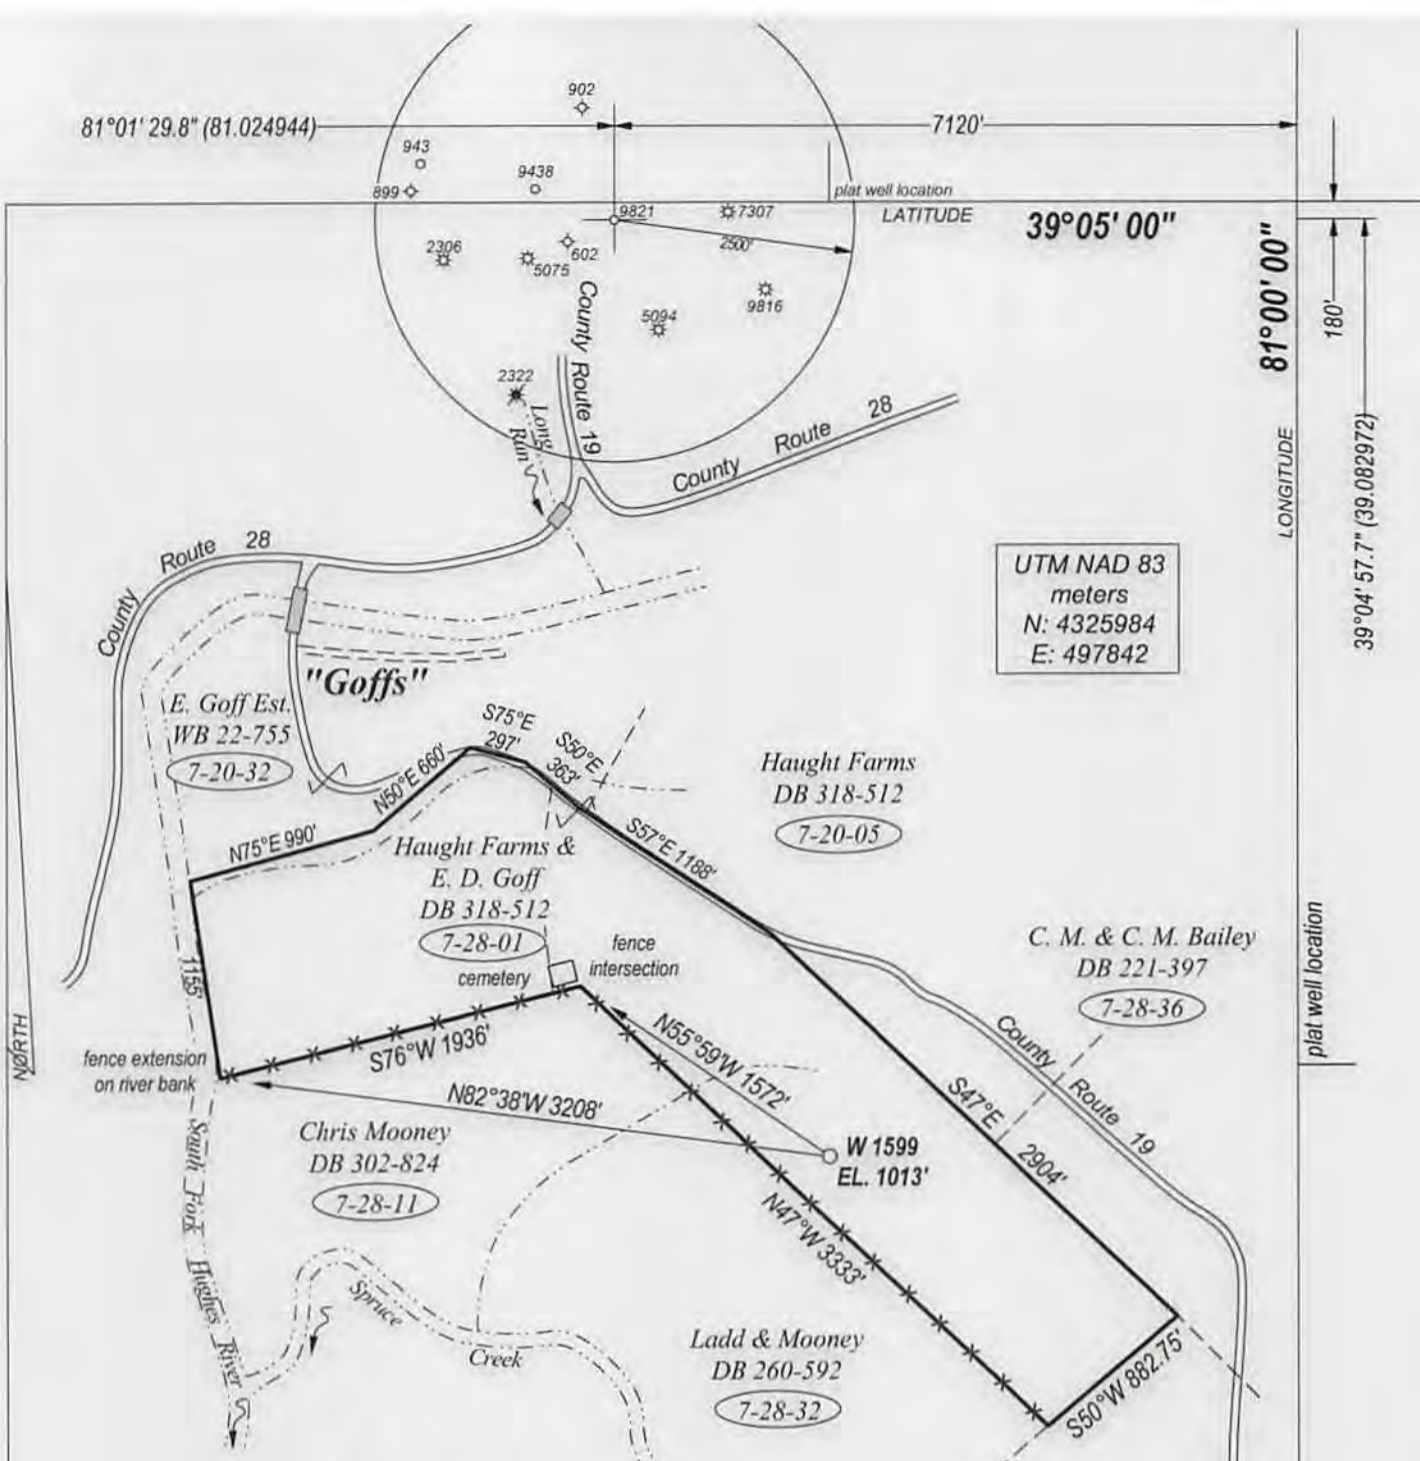 902
81°01' 29.8" (81.024944)
7120'
943
9438
899
plat well location
9821
7307
LATITUDE
39°05' 00"
2500'
2306
602
5075
9816
5094
81°00' 00"
LONGITUDE
180'
39°04' 57.7" (39.082972)
County Route 19
2322
Long
Run
County Route 28
County Route 28
UTM NAD 83
meters
N: 4325984
E: 497842
"Goffs"
E. Goff Est.
WB 22-755
7-20-32
S75°E
297'
S50°E
363'
N50°E 660'
N75°E 990'
S57°E 1188'
Haught Farms
DB 318-512
7-20-05
Haught Farms &
E. D. Goff
DB 318-512
7-28-01
fence
intersection
cemetery
C. M. & C. M. Bailey
DB 221-397
7-28-36
plat well location
1155'
NORTH
fence extension
on river bank
S76°W 1936'
N55°59'W 1572'
N82°38'W 3208'
County Route 19
S47°E
2904'
W 1599
EL. 1013'
Chris Mooney
DB 302-824
7-28-11
South Fork Hughes River
N47°W 3333'
Spruce
Creek
Ladd & Mooney
DB 260-592
7-28-32
S50°W 882.75'